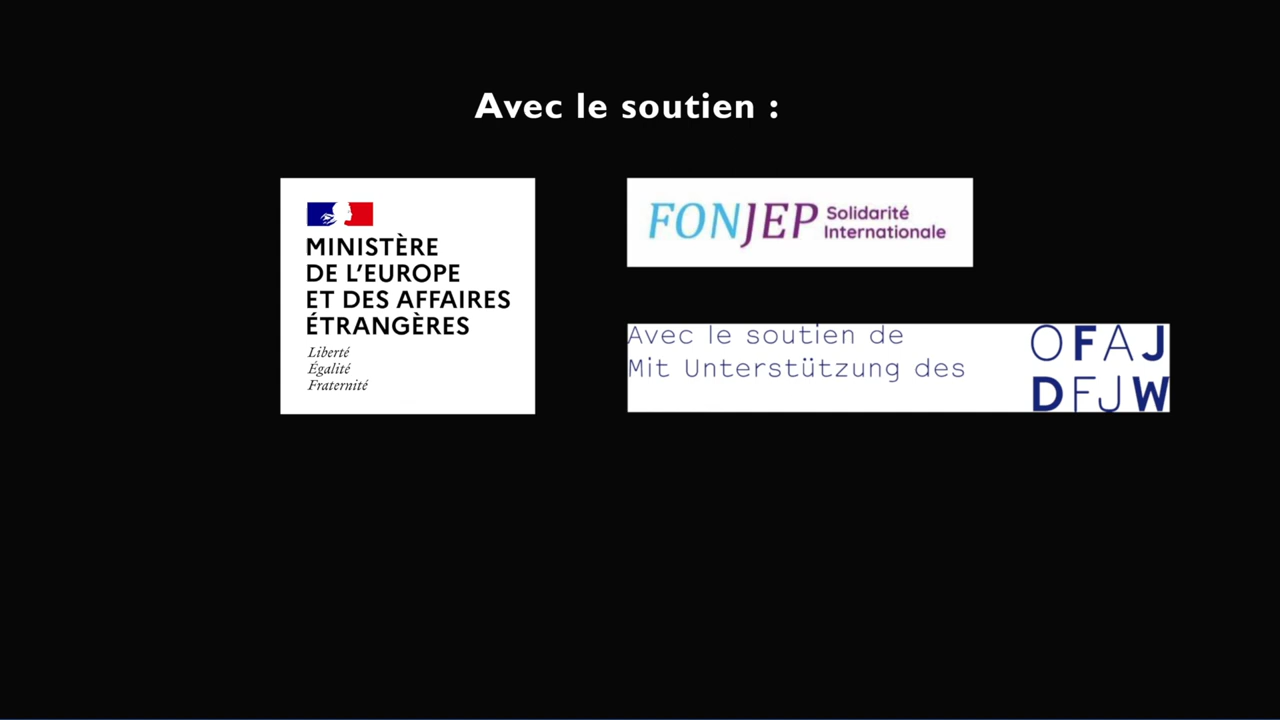 Avec le soutien :
MINISTÈRE
DE L'EUROPE
ET DES AFFAIRES
ÉTRANGÈRES
Liberté
Égalité
Fraternité
FONJEP Solidarité
Internationale
Avec le soutien de
Mit Unterstützung des
OFAJ
DFJW